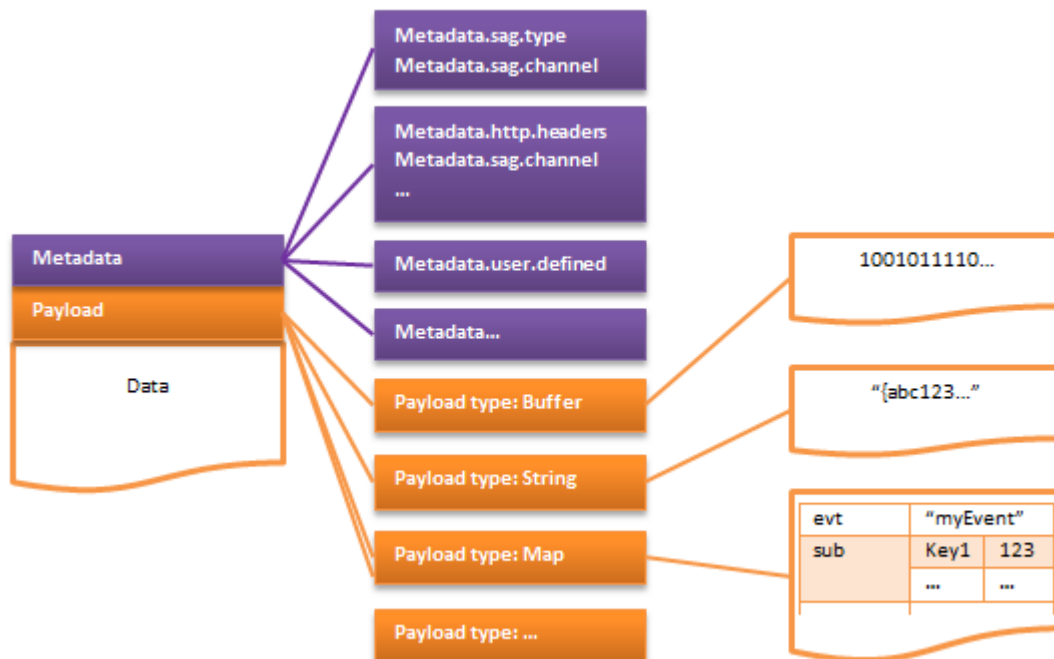 Metadata.sag.type
Metadata.sag.channel
Metadata.http.headers
Metadata.sag.channel
...
Metadata
Metadata.user.defined
1001011110...
Payload
Metadata...
Data
Payload type: Buffer
"{abc123..."
Payload type: String
evt "myEvent"
Payload type: Map
sub Key1 123
... ...
Payload type: ...